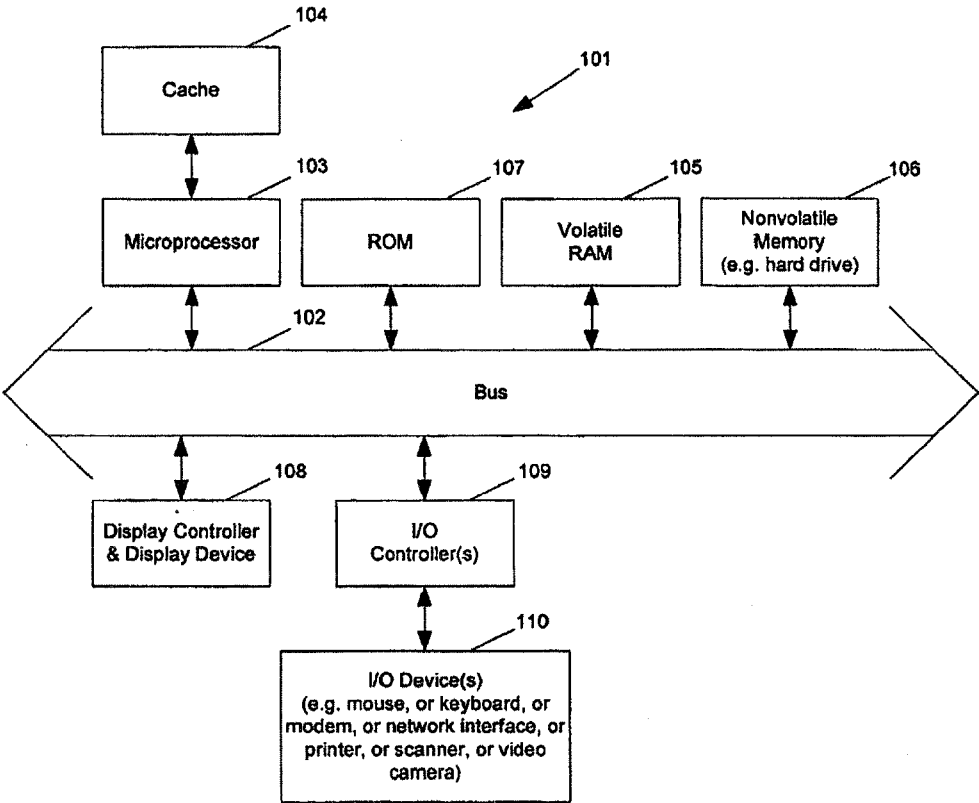 104
Cache
101
103
107
105
106
Microprocessor
ROM
Volatile
RAM
Nonvolatile
Memory
(e.g. hard drive)
102
Bus
108
109
Display Controller
& Display Device
I/O
Controller(s)
110
I/O Device(s)
(e.g. mouse, or keyboard, or
modem, or network interface, or
printer, or scanner, or video
camera)